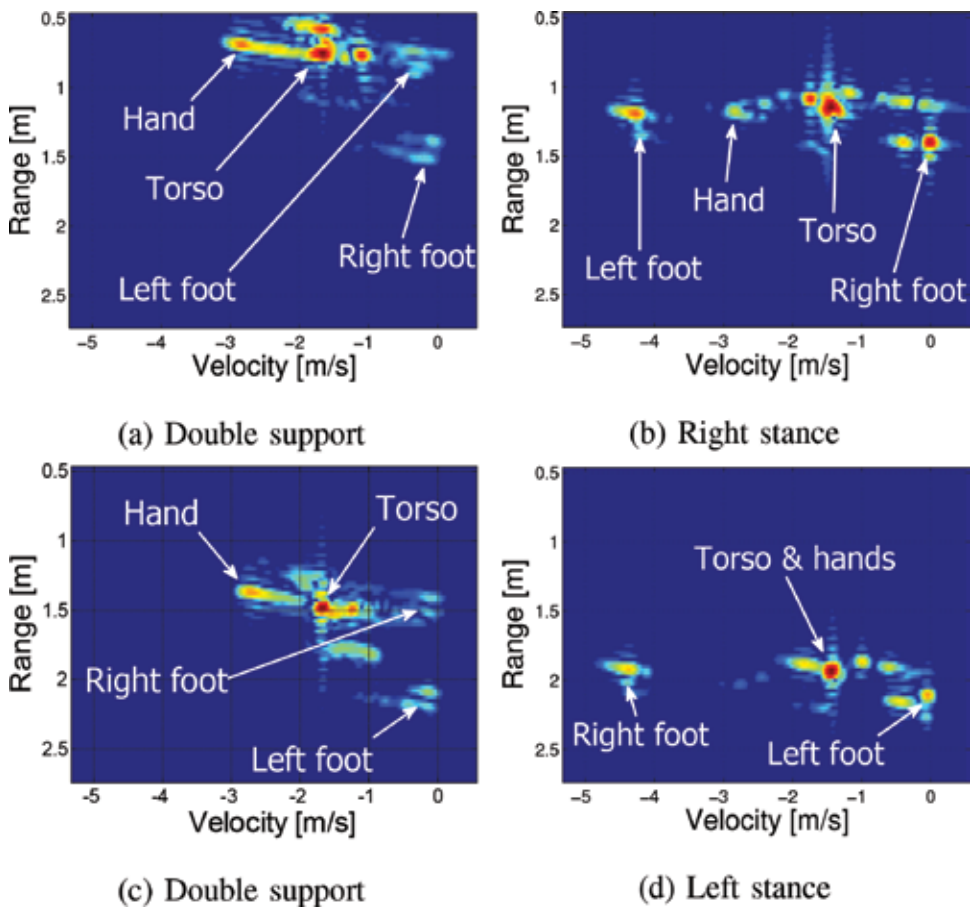 0.5
1
1.5
2
2.5
Range [m]
Hand
Torso
Left foot
Right foot
−5
−4
−3
−2
−1
0
Velocity [m/s]
(a) Double support
0.5
1
1.5
2
2.5
Range [m]
Left foot
Hand
Torso
Right foot
−5
−4
−3
−2
−1
0
Velocity [m/s]
(b) Right stance
0.5
1
1.5
2
2.5
Range [m]
Hand
Torso
Right foot
Left foot
-5
-4
-3
-2
-1
0
Velocity [m/s]
(c) Double support
0.5
1
1.5
2
2.5
Range [m]
Torso & hands
Right foot
Left foot
−5
−4
−3
−2
−1
0
Velocity [m/s]
(d) Left stance